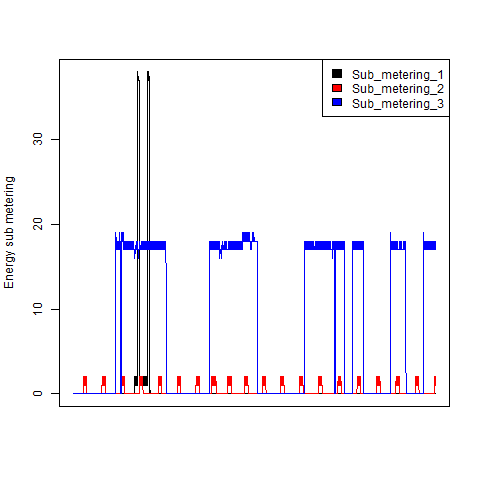 Sub_metering_1
Sub_metering_2
Sub_metering_3
Energy sub metering
30
20
10
0